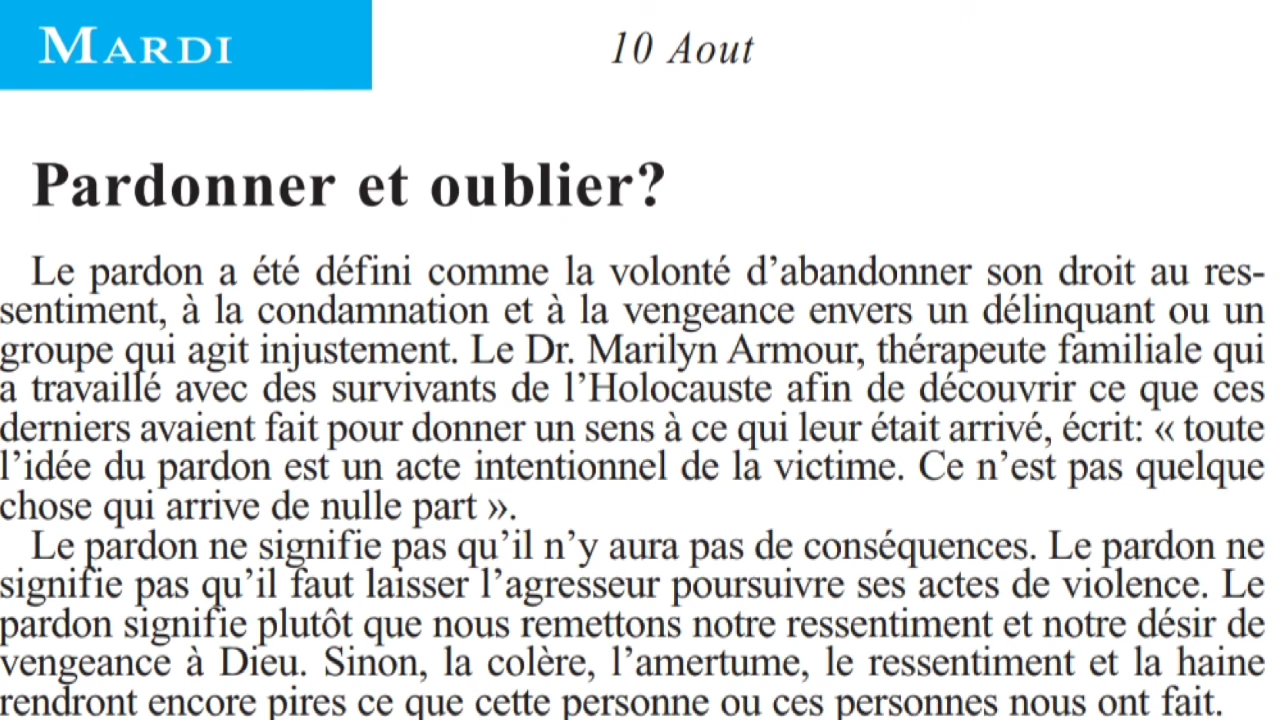 MARDI
10 Aout
Pardonner et oublier?
Le pardon a été défini comme la volonté d’abandonner son droit au res-
sentiment, à la condamnation et à la vengeance envers un délinquant ou un
groupe qui agit injustement. Le Dr. Marilyn Armour, thérapeute familiale qui
a travaillé avec des survivants de l’Holocauste afin de découvrir ce que ces
derniers avaient fait pour donner un sens à ce qui leur était arrivé, écrit: « toute
l’idée du pardon est un acte intentionnel de la victime. Ce n’est pas quelque
chose qui arrive de nulle part ».
Le pardon ne signifie pas qu’il n’y aura pas de conséquences. Le pardon ne
signifie pas qu’il faut laisser l’agresseur poursuivre ses actes de violence. Le
pardon signifie plutôt que nous remettons notre ressentiment et notre désir de
vengeance à Dieu. Sinon, la colère, l’amertume, le ressentiment et la haine
rendront encore pires ce que cette personne ou ces personnes nous ont fait.